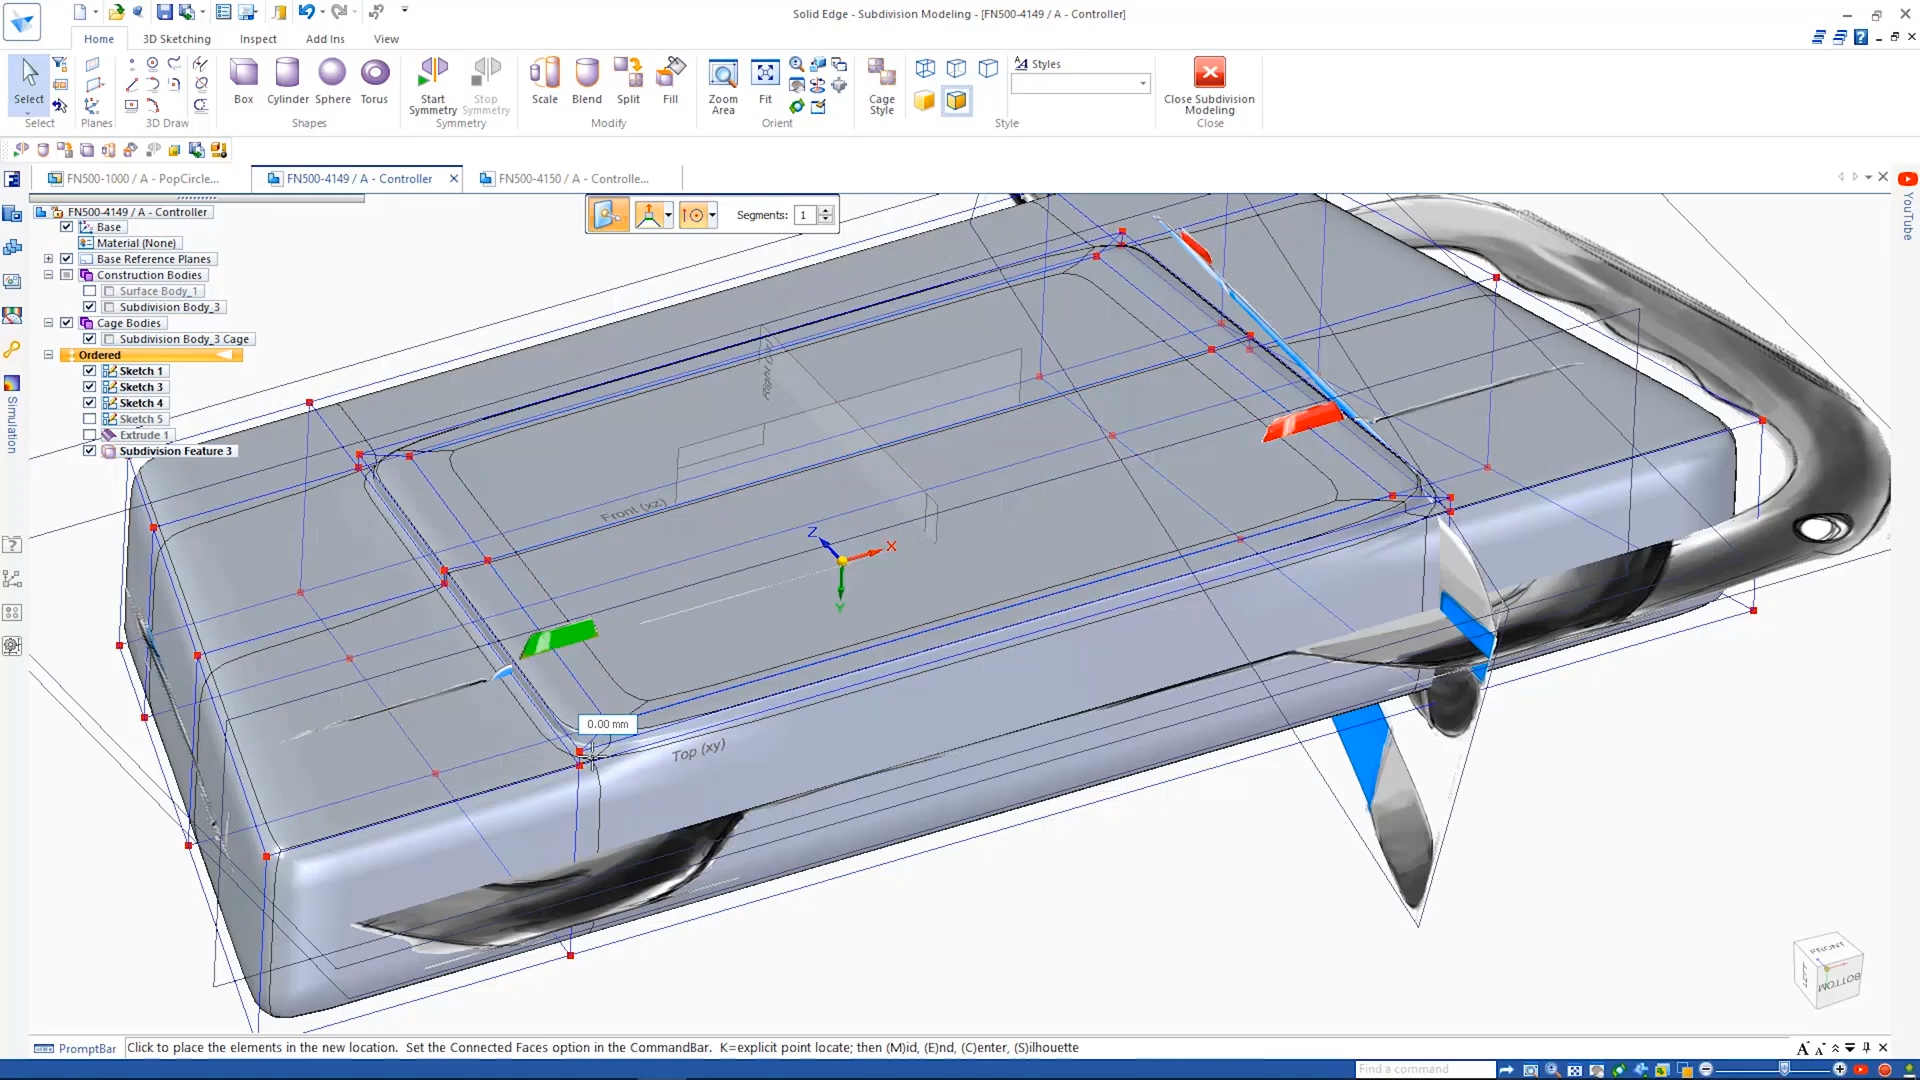 Solid Edge - Subdivision Modeling - [FN500-4149 / A - Controller]
Home 3D Sketching Inspect Add Ins View
Select
Box Cylinder Sphere Torus
Start Symmetry Stop Symmetry
Scale Blend Split Fill
Zoom Area Fit
Cage Style
Styles
Close Subdivision Modeling
Select Planes 3D Draw Shapes Symmetry Modify Orient Style Close
FN500-1000 / A - PopCircle...
FN500-4149 / A - Controller
FN500-4150 / A - Controlle...
FN500-4149 / A - Controller
Base
Material (None)
Base Reference Planes
Construction Bodies
Surface Body_1
Subdivision Body_3
Cage Bodies
Subdivision Body_3 Cage
Ordered
Sketch 1
Sketch 3
Sketch 4
Sketch 5
Extrude 1
Subdivision Feature 3
Segments: 1
YouTube
Simulation
Front (xz)
Z
X
Y
0.00 mm
Top (xy)
FRONT
LEFT
BOTTOM
PromptBar
Click to place the elements in the new location. Set the Connected Faces option in the CommandBar. K=explicit point locate; then (M)id, (E)nd, (C)enter, (S)ilhouette
Find a command